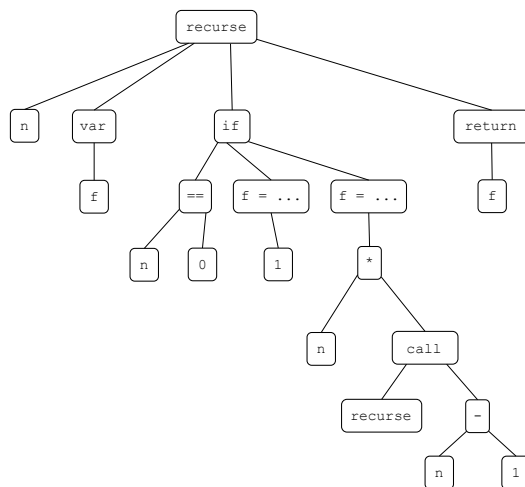 recurse
n
var
if
return
f
==
f = ...
f = ...
f
n
0
1
*
n
call
recurse
-
n
1